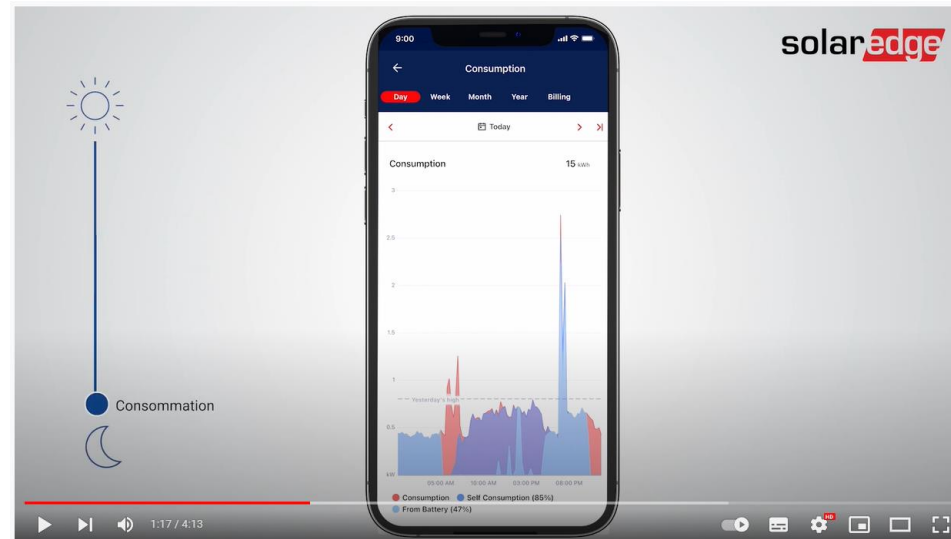 solaredge
9:00
Consumption
Day Week Month Year Billing
Today
Consumption 15 kWh
3
2.5
2
1.5
1
Yesterday's high
0.5
kW
05:00 AM 10:00 AM 03:00 PM 08:00 PM
Consumption Self Consumption (85%)
From Battery (47%)
Consommation
1:17 / 4:13
HD